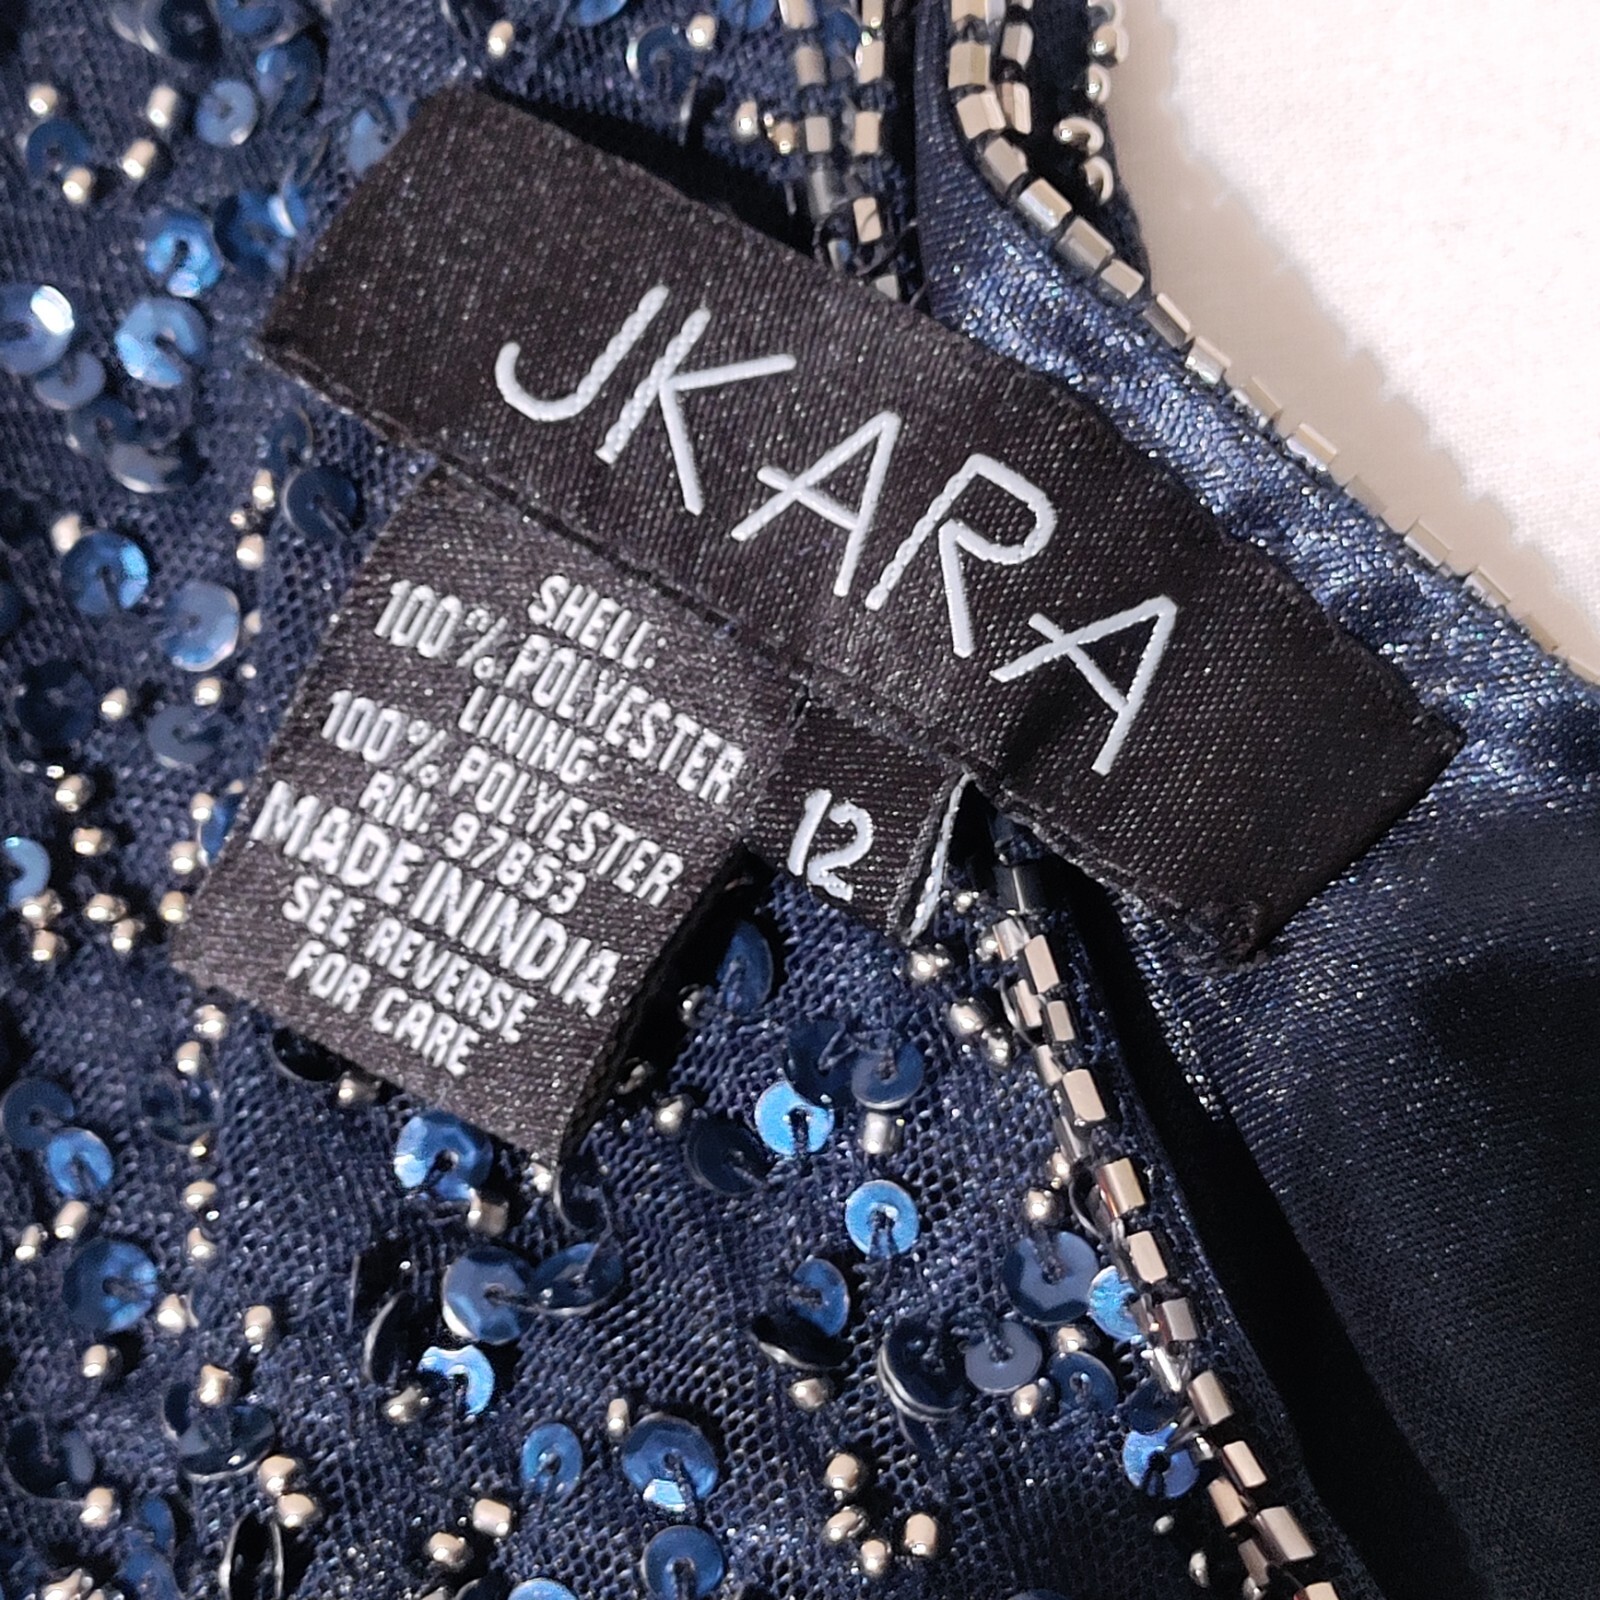 JKARA
SHELL:
100% POLYESTER
LINING:
100% POLYESTER
RN: 97853
MADE IN INDIA
SEE REVERSE
FOR CARE
12